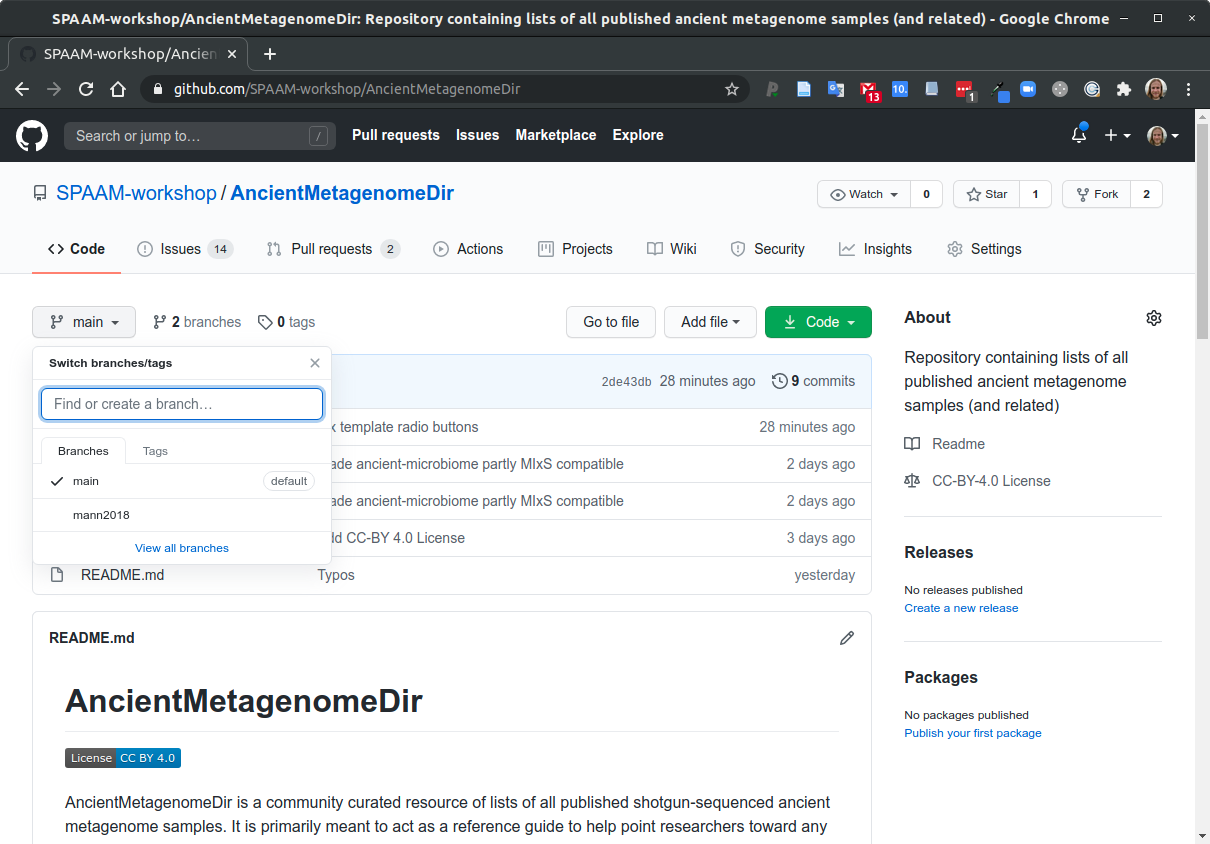 SPAAM-workshop/AncientMetagenomeDir: Repository containing lists of all published ancient metagenome samples (and related) - Google Chrome
SPAAM-workshop/Ancien
github.com/SPAAM-workshop/AncientMetagenomeDir
13
10.
1
Search or jump to…
/
Pull requests
Issues
Marketplace
Explore
SPAAM-workshop / AncientMetagenomeDir
Watch 0
Star 1
Fork 2
Code
Issues 14
Pull requests 2
Actions
Projects
Wiki
Security
Insights
Settings
main
2 branches
0 tags
Go to file
Add file
Code
Switch branches/tags
Find or create a branch…
Branches
Tags
main
default
mann2018
View all branches
2de43db 28 minutes ago 9 commits
x template radio buttons 28 minutes ago
ade ancient-microbiome partly MIxS compatible 2 days ago
ade ancient-microbiome partly MIxS compatible 2 days ago
dd CC-BY 4.0 License 3 days ago
README.md Typos yesterday
README.md
AncientMetagenomeDir
License CC BY 4.0
AncientMetagenomeDir is a community curated resource of lists of all published shotgun-sequenced ancient
metagenome samples. It is primarily meant to act as a reference guide to help point researchers toward any
About
Repository containing lists of all
published ancient metagenome
samples (and related)
Readme
CC-BY-4.0 License
Releases
No releases published
Create a new release
Packages
No packages published
Publish your first package